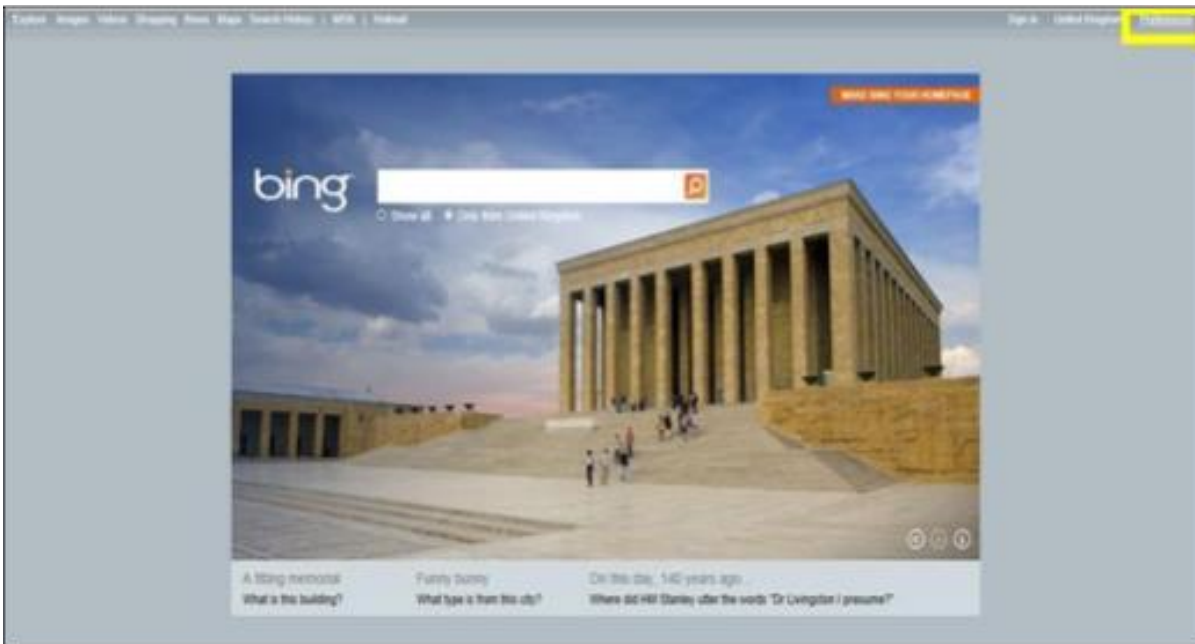 Explore Images Videos Shopping News Maps Search History | MSN | Hotmail
Sign in United Kingdom Preferences
MAKE BING YOUR HOMEPAGE
bing
Show all Only from United Kingdom
A fitting memorial
What is this building?
Funny bunny
What type is from this city?
On this day, 140 years ago...
Where did HM Stanley utter the words "Dr Livingston I presume?"